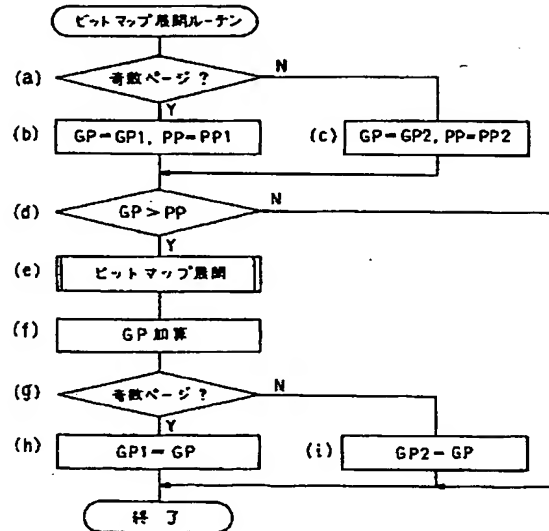 ビットマップ展開ルーチン
(a) 奇数ページ? N
Y
(b) GP=GP1, PP=PP1 (c) GP=GP2, PP=PP2
(d) GP>PP N
Y
(e) ビットマップ展開
(f) GP加算
(g) 奇数ページ? N
Y
(h) GP1=GP (i) GP2=GP
終了